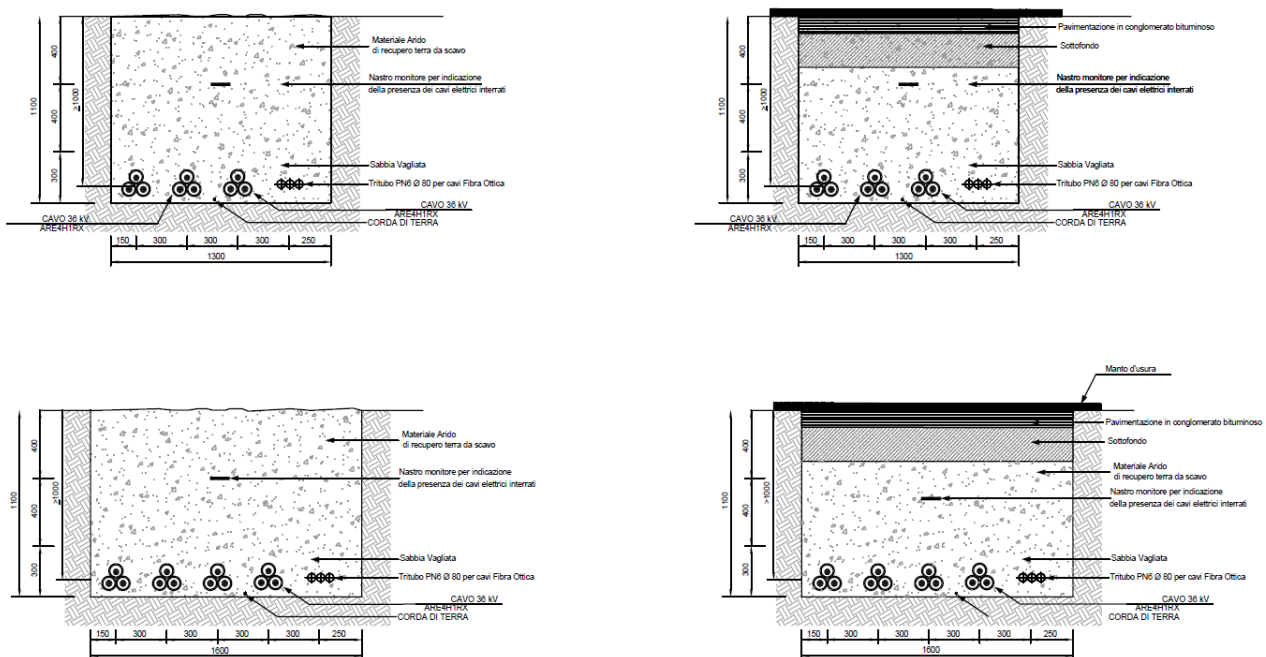 Materiale Arido
di recupero terra da scavo
Nastro monitore per indicazione
della presenza dei cavi elettrici interrati
Sabbia Vagliata
Tritubo PN6 Ø 80 per cavi Fibra Ottica
CAVO 36 kV
ARE4H1RX
CAVO 36 kV
ARE4H1RX
CORDA DI TERRA
1100
400
400
300
≥1000
150 300 300 300 250
1300
Pavimentazione in conglomerato bituminoso
Sottofondo
Nastro monitore per indicazione
della presenza dei cavi elettrici interrati
Sabbia Vagliata
Tritubo PN6 Ø 80 per cavi Fibra Ottica
CAVO 36 kV
ARE4H1RX
CAVO 36 kV
ARE4H1RX
CORDA DI TERRA
1100
400
400
300
≥1000
150 300 300 300 250
1300
Materiale Arido
di recupero terra da scavo
Nastro monitore per indicazione
della presenza dei cavi elettrici interrati
Sabbia Vagliata
Tritubo PN6 Ø 80 per cavi Fibra Ottica
CAVO 36 kV
ARE4H1RX
CORDA DI TERRA
1100
400
400
300
≥1000
150 300 300 300 300 250
1600
Manto d'usura
Pavimentazione in conglomerato bituminoso
Sottofondo
Materiale Arido
di recupero terra da scavo
Nastro monitore per indicazione
della presenza dei cavi elettrici interrati
Sabbia Vagliata
Tritubo PN6 Ø 80 per cavi Fibra Ottica
CAVO 36 kV
ARE4H1RX
CORDA DI TERRA
1100
400
400
300
>1000
150 300 300 300 300 250
1600